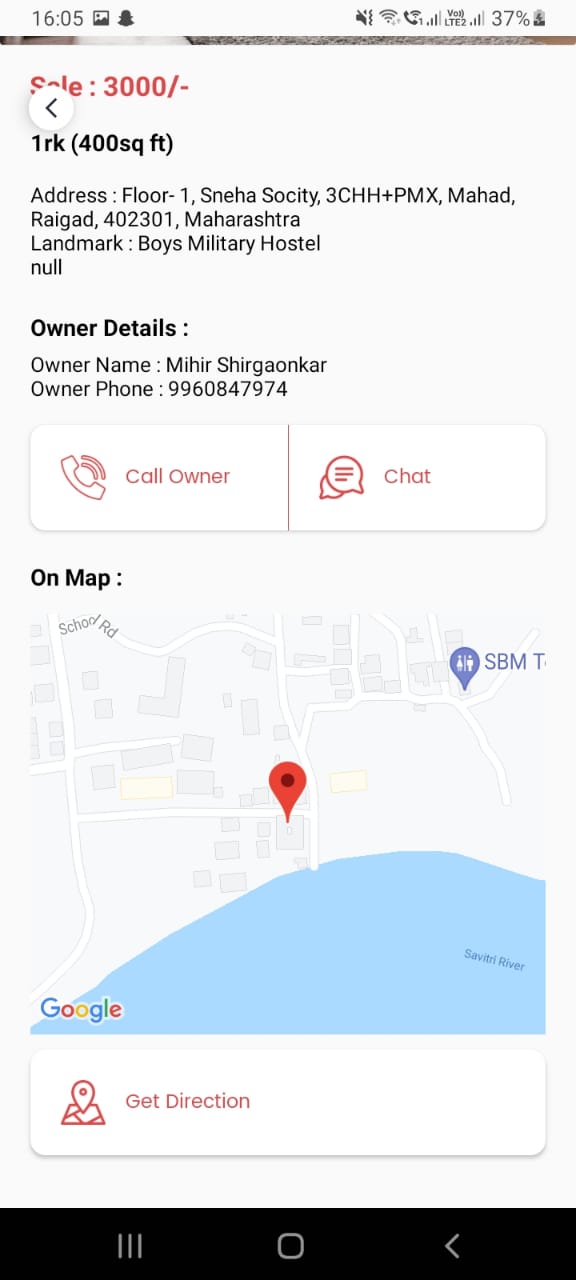 16:05 37%
Sale : 3000/-
1rk (400sq ft)
Address : Floor- 1, Sneha Socity, 3CHH+PMX, Mahad,
Raigad, 402301, Maharashtra
Landmark : Boys Military Hostel
null
Owner Details :
Owner Name : Mihir Shirgaonkar
Owner Phone : 9960847974
Call Owner Chat
On Map :
School Rd
SBM T
Savitri River
Google
Get Direction